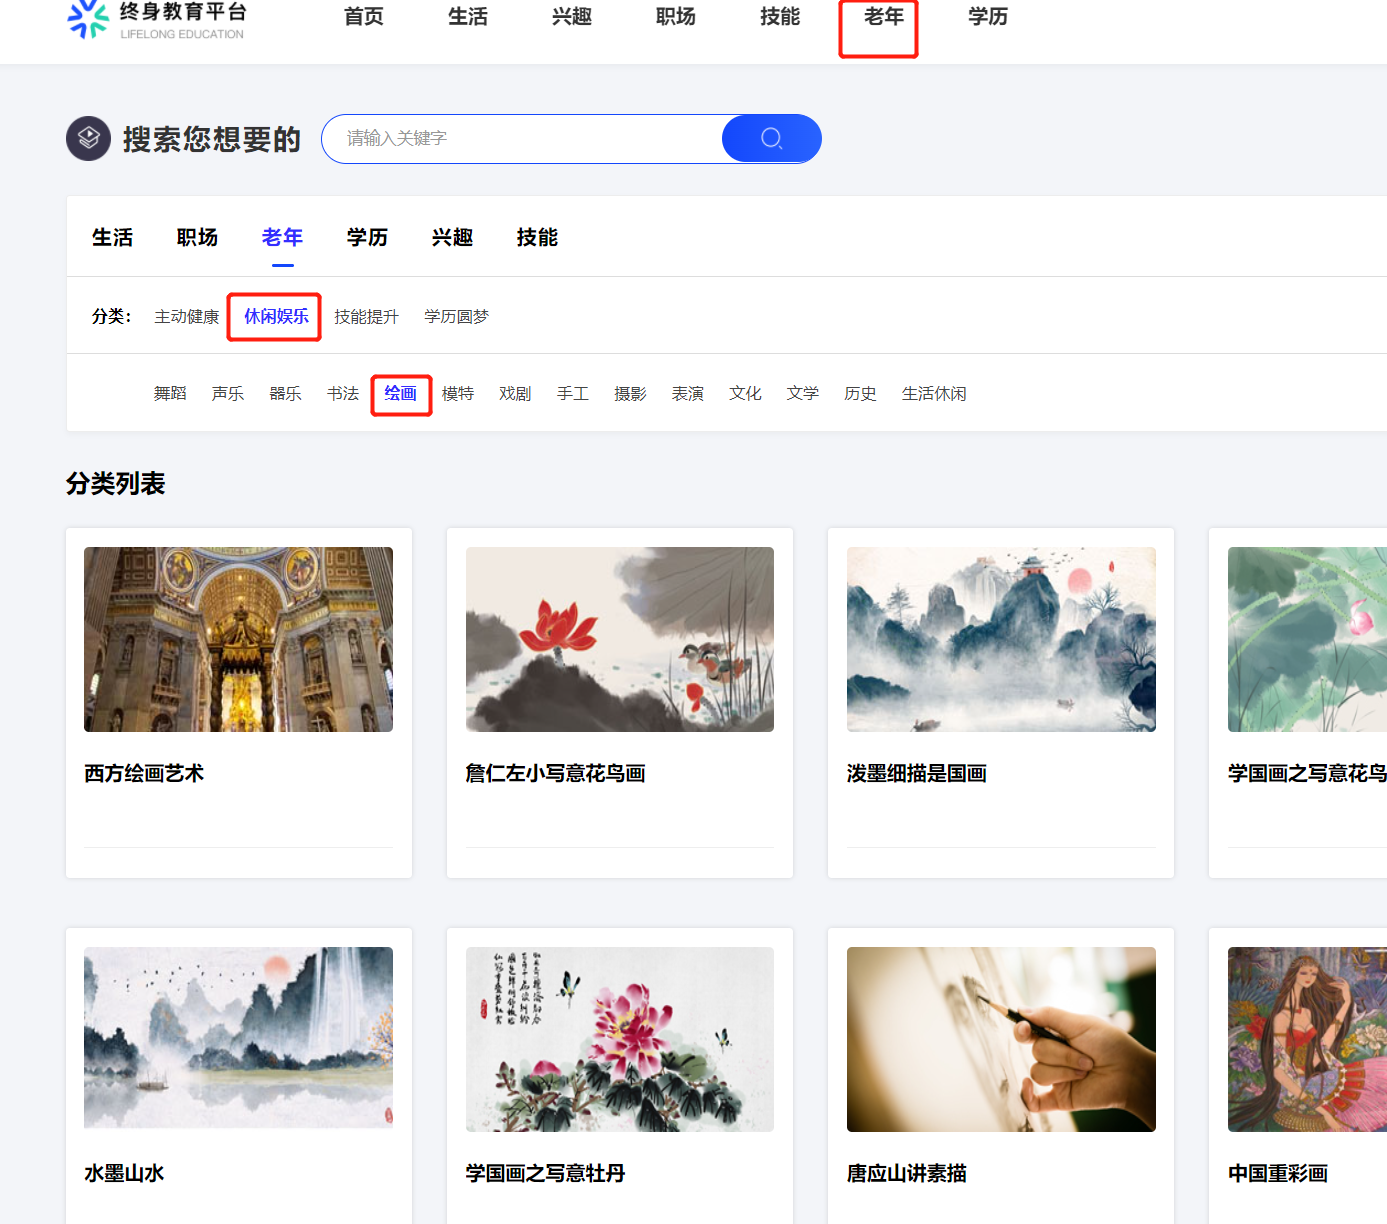 终身教育平台
LIFELONG EDUCATION
首页 生活 兴趣 职场 技能 老年 学历
搜索您想要的 请输入关键字
生活 职场 老年 学历 兴趣 技能
分类： 主动健康 休闲娱乐 技能提升 学历圆梦
舞蹈 声乐 器乐 书法 绘画 模特 戏剧 手工 摄影 表演 文化 文学 历史 生活休闲
分类列表
西方绘画艺术 詹仁左小写意花鸟画 泼墨细描是国画 学国画之写意花鸟
水墨山水 学国画之写意牡丹 唐应山讲素描 中国重彩画